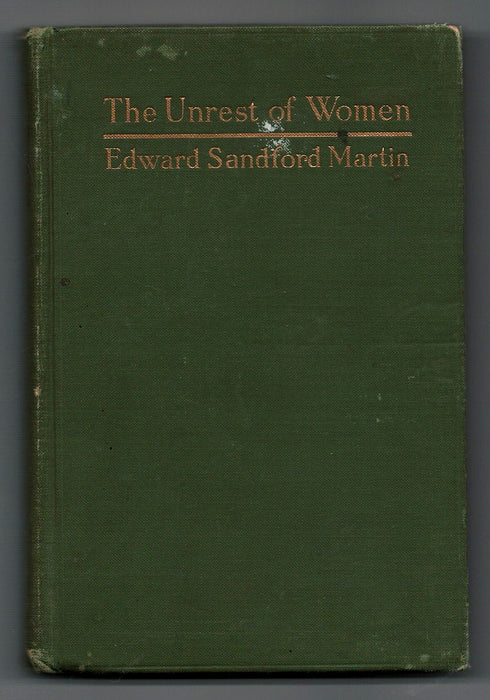 The Unrest of Women
Edward Sandford Martin